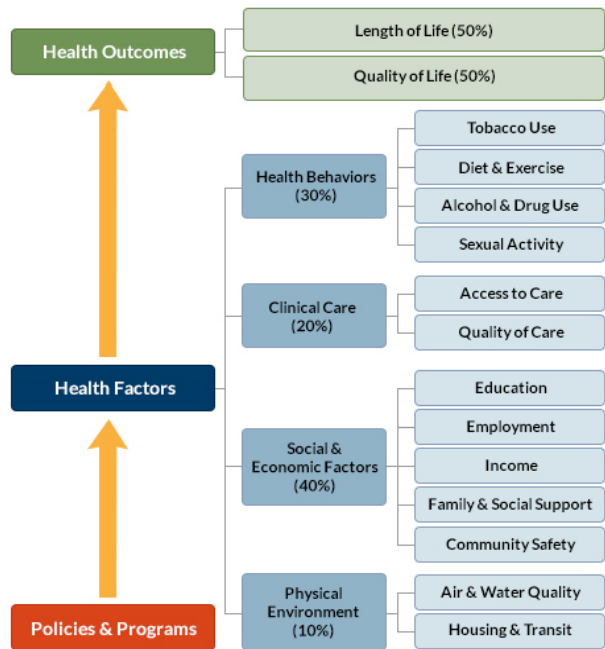 Health Outcomes
Length of Life (50%)
Quality of Life (50%)
Health Factors
Health Behaviors
(30%)
Tobacco Use
Diet & Exercise
Alcohol & Drug Use
Sexual Activity
Clinical Care
(20%)
Access to Care
Quality of Care
Social &
Economic Factors
(40%)
Education
Employment
Income
Family & Social Support
Community Safety
Physical
Environment
(10%)
Air & Water Quality
Housing & Transit
Policies & Programs